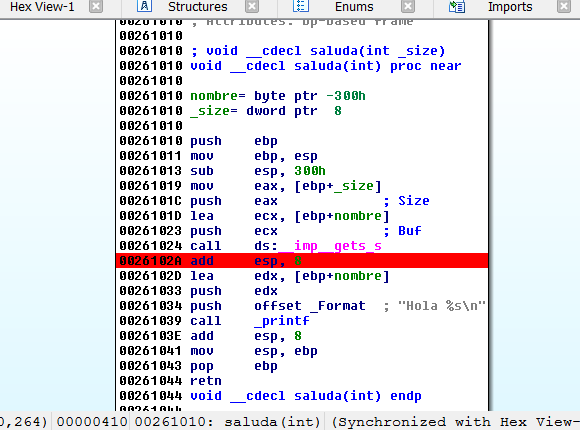 Hex View-1 Structures Enums Imports
00261010 ; Attributes: bp-based frame
00261010
00261010 ; void __cdecl saluda(int _size)
00261010 void __cdecl saluda(int) proc near
00261010
00261010 nombre= byte ptr -300h
00261010 _size= dword ptr  8
00261010
00261010 push    ebp
00261011 mov     ebp, esp
00261013 sub     esp, 300h
00261019 mov     eax, [ebp+_size]
0026101C push    eax             ; Size
0026101D lea     ecx, [ebp+nombre]
00261023 push    ecx             ; Buf
00261024 call    ds:__imp__gets_s
0026102A add     esp, 8
0026102D lea     edx, [ebp+nombre]
00261033 push    edx
00261034 push    offset _Format  ; "Hola %s\n"
00261039 call    _printf
0026103E add     esp, 8
00261041 mov     esp, ebp
00261043 pop     ebp
00261044 retn
00261044 void __cdecl saluda(int) endp
00261044
0,264) 00000410 00261010: saluda(int) (Synchronized with Hex View-